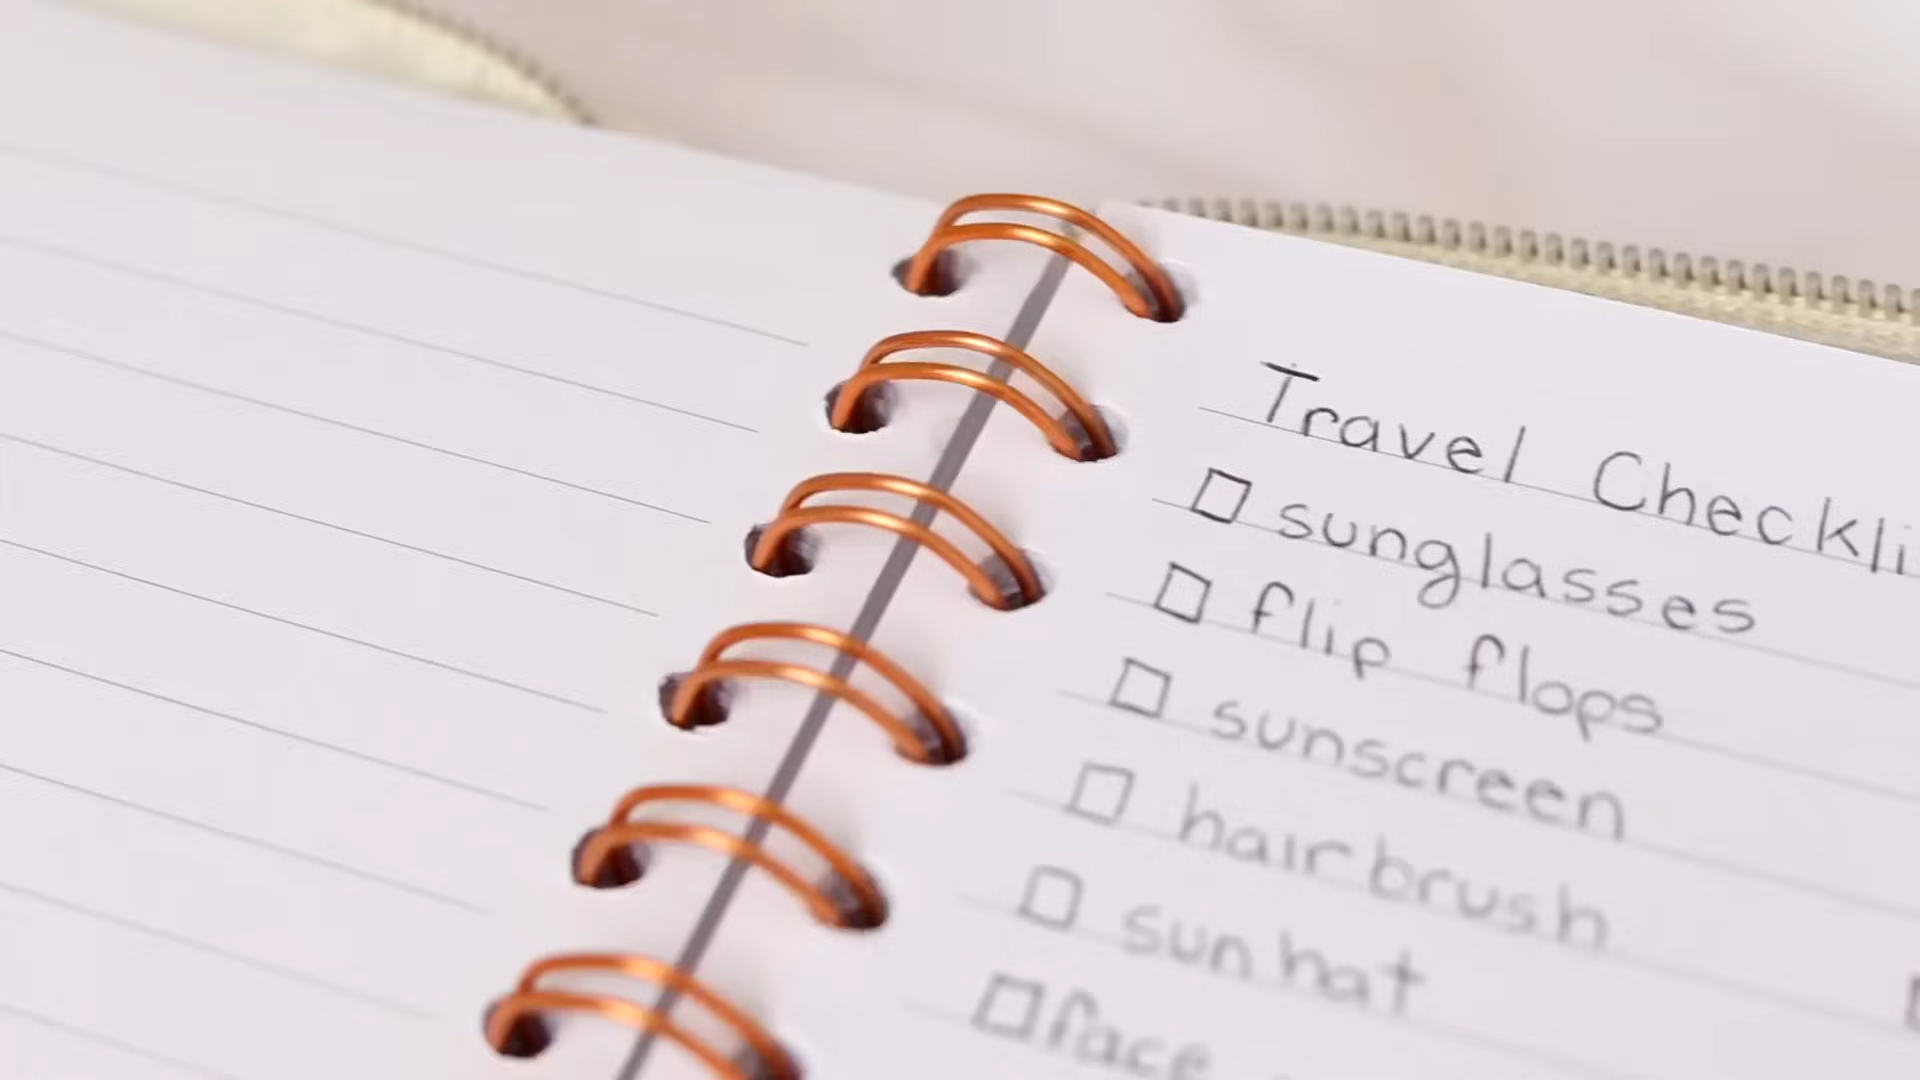 Travel Checkli
☐ sunglasses
☐ flip flops
☐ sunscreen
☐ hairbrush
☐ sun hat
☐ face